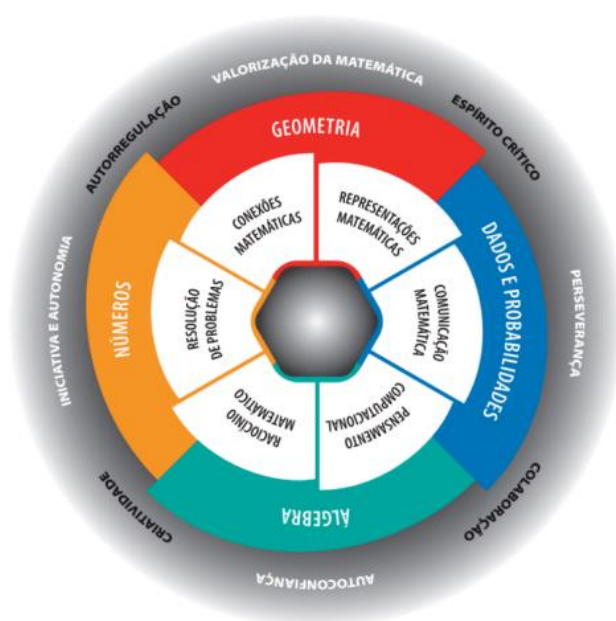 VALORIZAÇÃO DA MATEMÁTICA
ESPÍRITO CRÍTICO
PERSEVERANÇA
COLABORAÇÃO
AUTOCONFIANÇA
CRIATIVIDADE
INICIATIVA E AUTONOMIA
AUTORREGULAÇÃO
GEOMETRIA
DADOS E PROBABILIDADES
ÁLGEBRA
NÚMEROS
CONEXÕES
MATEMÁTICAS
REPRESENTAÇÕES
MATEMÁTICAS
COMUNICAÇÃO
MATEMÁTICA
PENSAMENTO
COMPUTACIONAL
RACIOCÍNIO
MATEMÁTICO
RESOLUÇÃO
DE PROBLEMAS